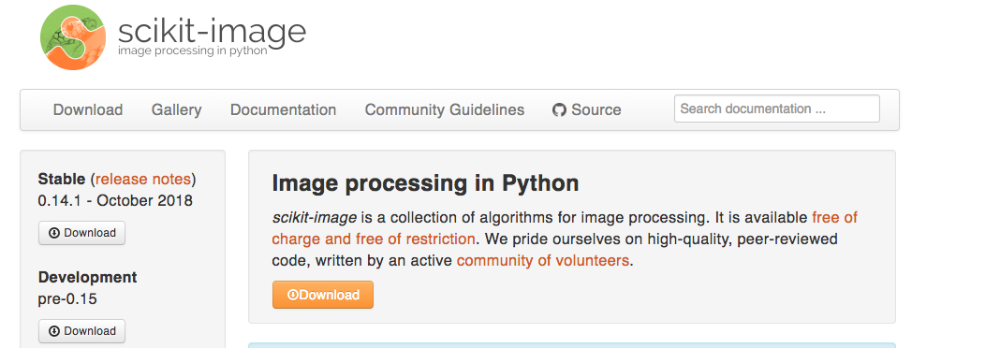 scikit-image
image processing in python
Download Gallery Documentation Community Guidelines Source Search documentation ...
Stable (release notes)
0.14.1 - October 2018
Download
Development
pre-0.15
Download
Image processing in Python
scikit-image is a collection of algorithms for image processing. It is available free of
charge and free of restriction. We pride ourselves on high-quality, peer-reviewed
code, written by an active community of volunteers.
Download